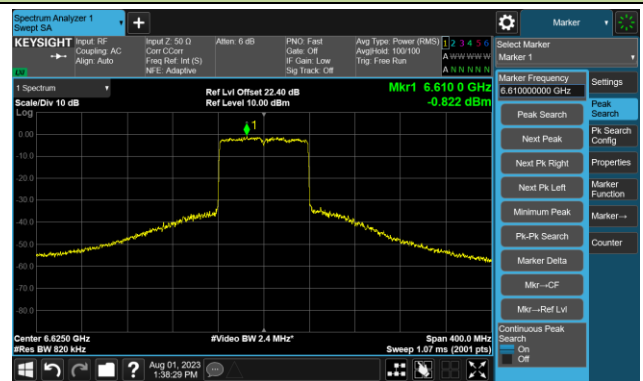 Spectrum Analyzer 1
Swept SA
+
Marker
KEYSIGHT
Input: RF
Coupling: AC
Align: Auto
Input Z: 50 Ω
Corr CCorr
Freq Ref: Int (S)
NFE: Adaptive
Atten: 6 dB
PNO: Fast
Gate: Off
IF Gain: Low
Sig Track: Off
Avg Type: Power (RMS)
Avg|Hold: 100/100
Trig: Free Run
1 2 3 4 5 6
A W W W W W
A N N N N N
LXI
Select Marker
Marker 1
1 Spectrum
Scale/Div 10 dB
Log
Ref Lvl Offset 22.40 dB
Ref Level 10.00 dBm
Mkr1 6.610 0 GHz
-0.822 dBm
1
0.00
-10.0
-20.0
-30.0
-40.0
-50.0
-60.0
-70.0
-80.0
Center 6.6250 GHz
#Res BW 820 kHz
#Video BW 2.4 MHz*
Span 400.0 MHz
Sweep 1.07 ms (2001 pts)
Marker Frequency
6.610000000 GHz
Peak Search
Next Peak
Next Pk Right
Next Pk Left
Minimum Peak
Pk-Pk Search
Marker Delta
Mkr→CF
Mkr→Ref Lvl
Continuous Peak
Search
On
Off
Settings
Peak
Search
Pk Search
Config
Properties
Marker
Function
Marker→
Counter
?
Aug 01, 2023
1:38:29 PM